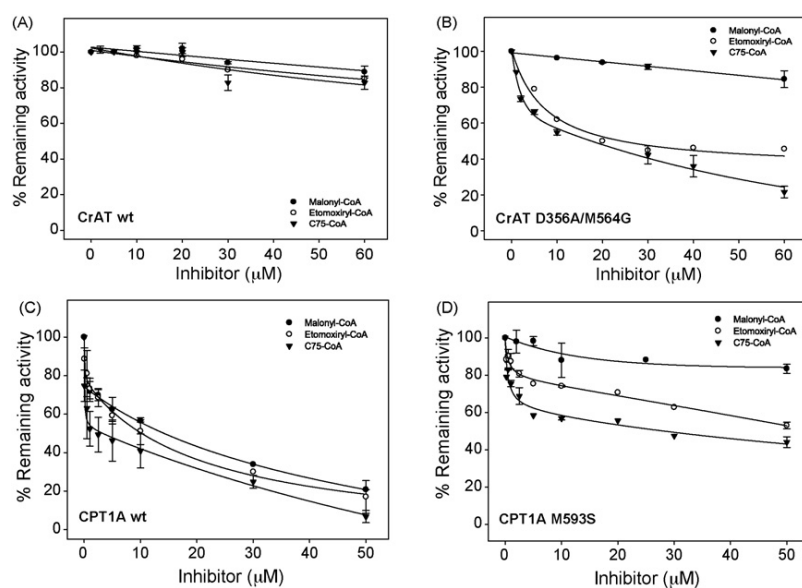 (A)
% Remaining activity
120
100
80
60
40
20
0
Malonyl-CoA
Etomoxiryl-CoA
C75-CoA
CrAT wt
0 10 20 30 40 50 60
Inhibitor (μM)
(B)
% Remaining activity
120
100
80
60
40
20
0
Malonyl-CoA
Etomoxiryl-CoA
C75-CoA
CrAT D356A/M564G
0 10 20 30 40 50 60
Inhibitor (μM)
(C)
% Remaining activity
120
100
80
60
40
20
0
Malonyl-CoA
Etomoxiryl-CoA
C75-CoA
CPT1A wt
0 10 20 30 40 50
Inhibitor (μM)
(D)
% Remaining activity
120
100
80
60
40
20
0
Malonyl-CoA
Etomoxiryl-CoA
C75-CoA
CPT1A M593S
0 10 20 30 40 50
Inhibitor (μM)